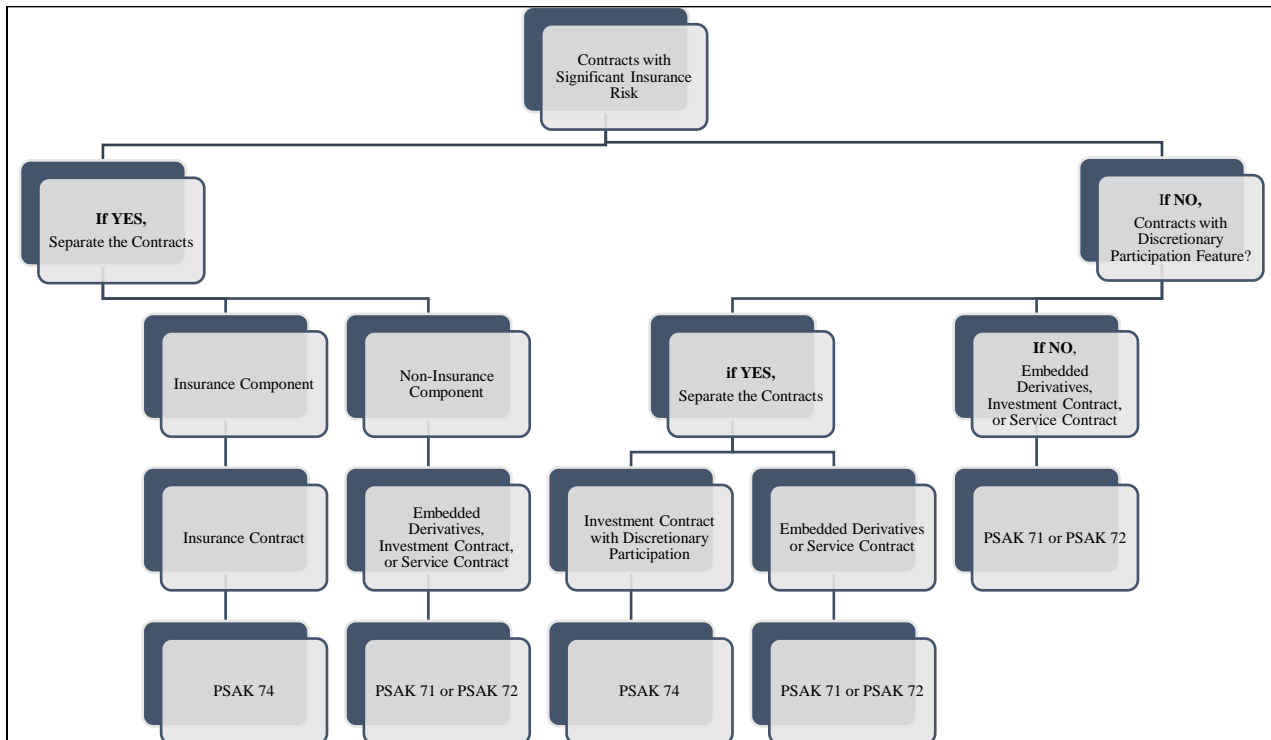 Contracts with
Significant Insurance
Risk
If YES,
Separate the Contracts
If NO,
Contracts with
Discretionary
Participation Feature?
Insurance Component
Non-Insurance
Component
if YES,
Separate the Contracts
If NO,
Embedded
Derivatives,
Investment Contract,
or Service Contract
Insurance Contract
Embedded
Derivatives,
Investment Contract,
or Service Contract
Investment Contract
with Discretionary
Participation
Embedded Derivatives
or Service Contract
PSAK 71 or PSAK 72
PSAK 74
PSAK 71 or PSAK 72
PSAK 74
PSAK 71 or PSAK 72